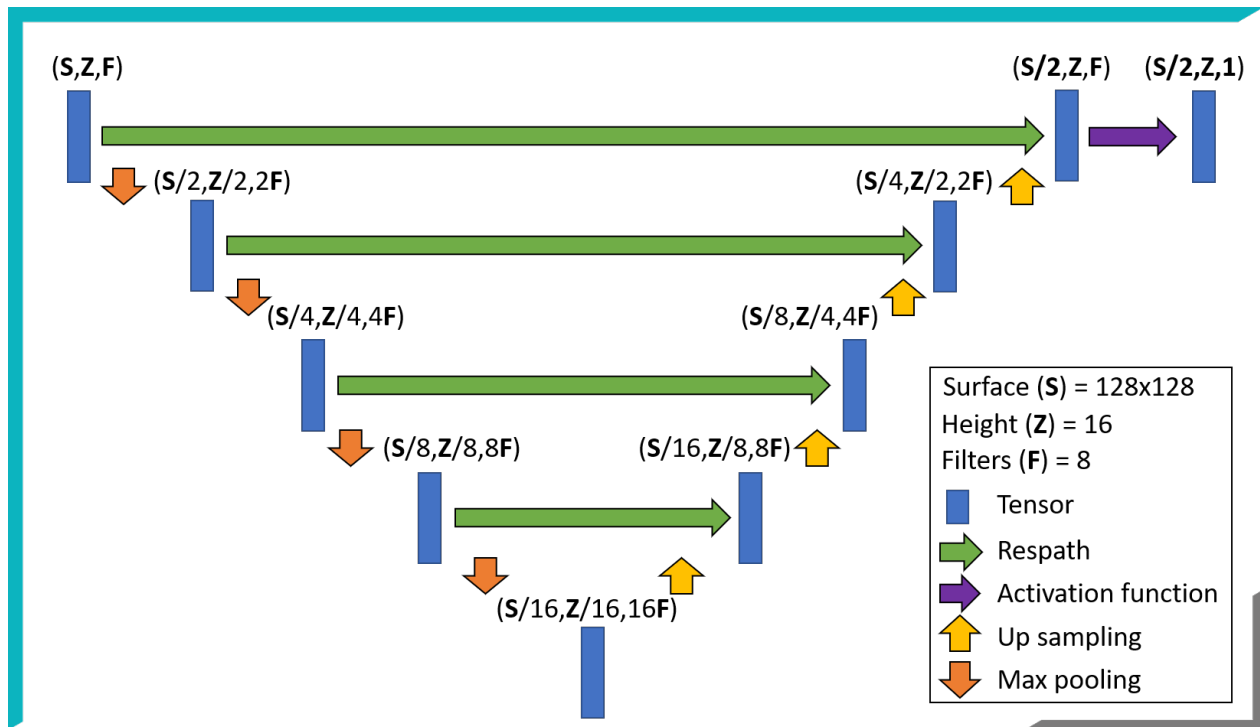 (S,Z,F)
(S/2,Z,F)
(S/2,Z,1)
(S/2,Z/2,2F)
(S/4,Z/2,2F)
(S/4,Z/4,4F)
(S/8,Z/4,4F)
(S/8,Z/8,8F)
(S/16,Z/8,8F)
(S/16,Z/16,16F)
Surface (S) = 128x128
Height (Z) = 16
Filters (F) = 8
Tensor
Respath
Activation function
Up sampling
Max pooling